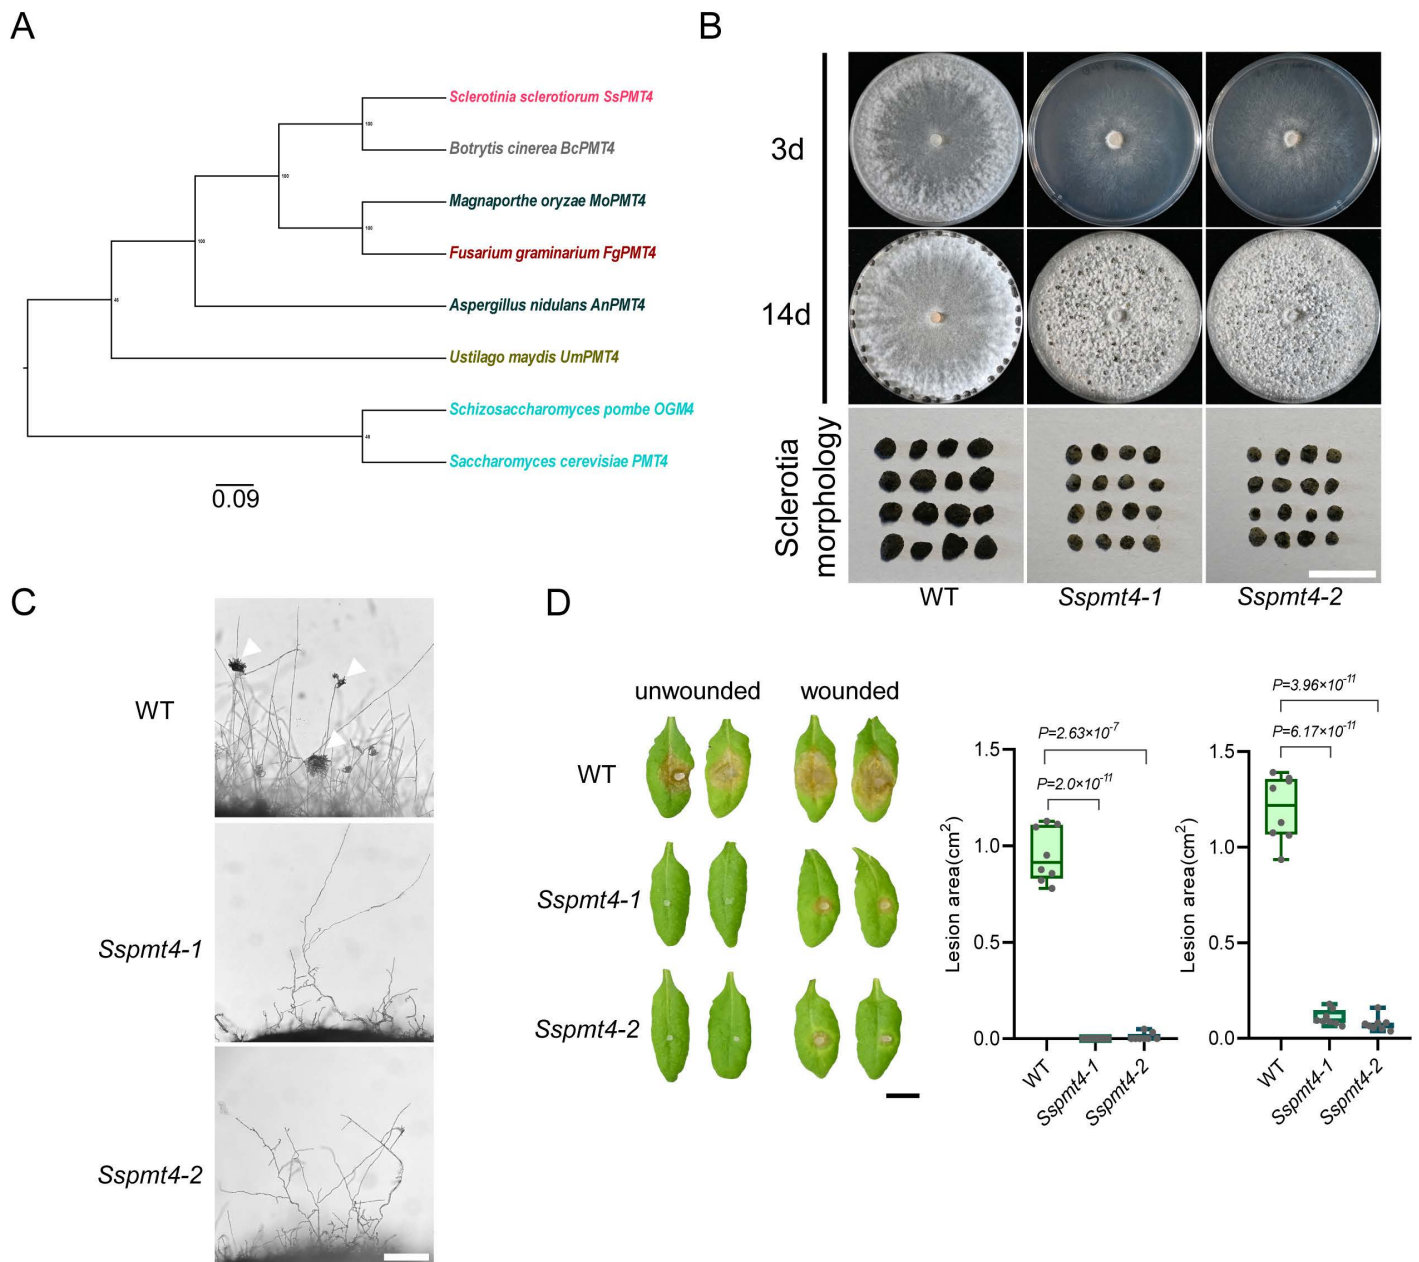 A
Sclerotinia sclerotiorum SsPMT4
100
Botrytis cinerea BcPMT4
100
Magnaporthe oryzae MoPMT4
100
100
Fusarium graminarium FgPMT4
Aspergillus nidulans AnPMT4
Ustilago maydis UmPMT4
Schizosaccharomyces pombe OGM4
Saccharomyces cerevisiae PMT4
0.09
B
3d
14d
Sclerotia
morphology
WT
Sspmt4-1
Sspmt4-2
C
WT
Sspmt4-1
Sspmt4-2
D
unwounded
wounded
WT
Sspmt4-1
Sspmt4-2
Lesion area(cm²)
1.5
1.0
0.5
0.0
P=2.63×10⁻⁷
P=2.0×10⁻¹¹
WT
Sspmt4-1
Sspmt4-2
Lesion area(cm²)
1.5
1.0
0.5
0.0
P=3.96×10⁻¹¹
P=6.17×10⁻¹¹
WT
Sspmt4-1
Sspmt4-2